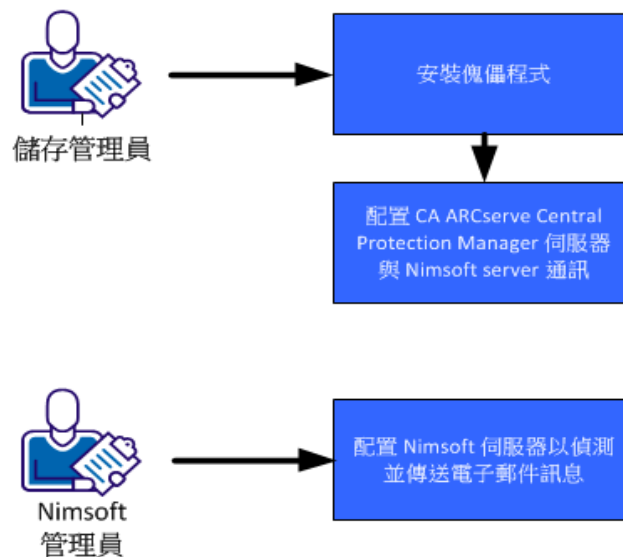 安裝傀儡程式
儲存管理員
配置 CA ARCserve Central
Protection Manager 伺服器
與 Nimsoft server 通訊
配置 Nimsoft 伺服器以偵測
並傳送電子郵件訊息
Nimsoft
管理員